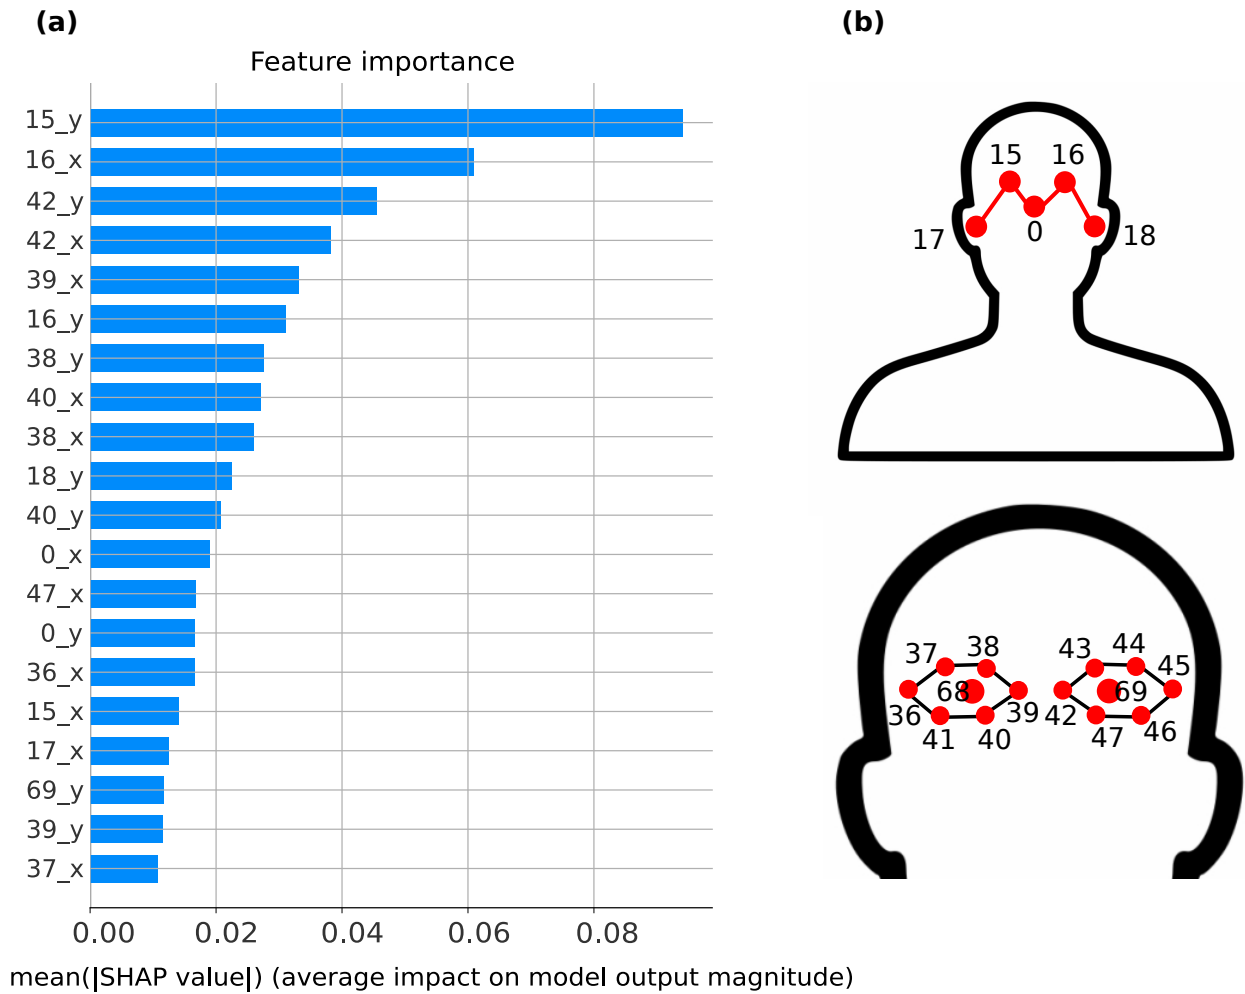 (a)
Feature importance
15_y
16_x
42_y
42_x
39_x
16_y
38_y
40_x
38_x
18_y
40_y
0_x
47_x
0_y
36_x
15_x
17_x
69_y
39_y
37_x
0.00 0.02 0.04 0.06 0.08
mean(|SHAP value|) (average impact on model output magnitude)
(b)
15 16
17 0 18
37 38 43 44 45
68 69
36 39 42 46
41 40 47